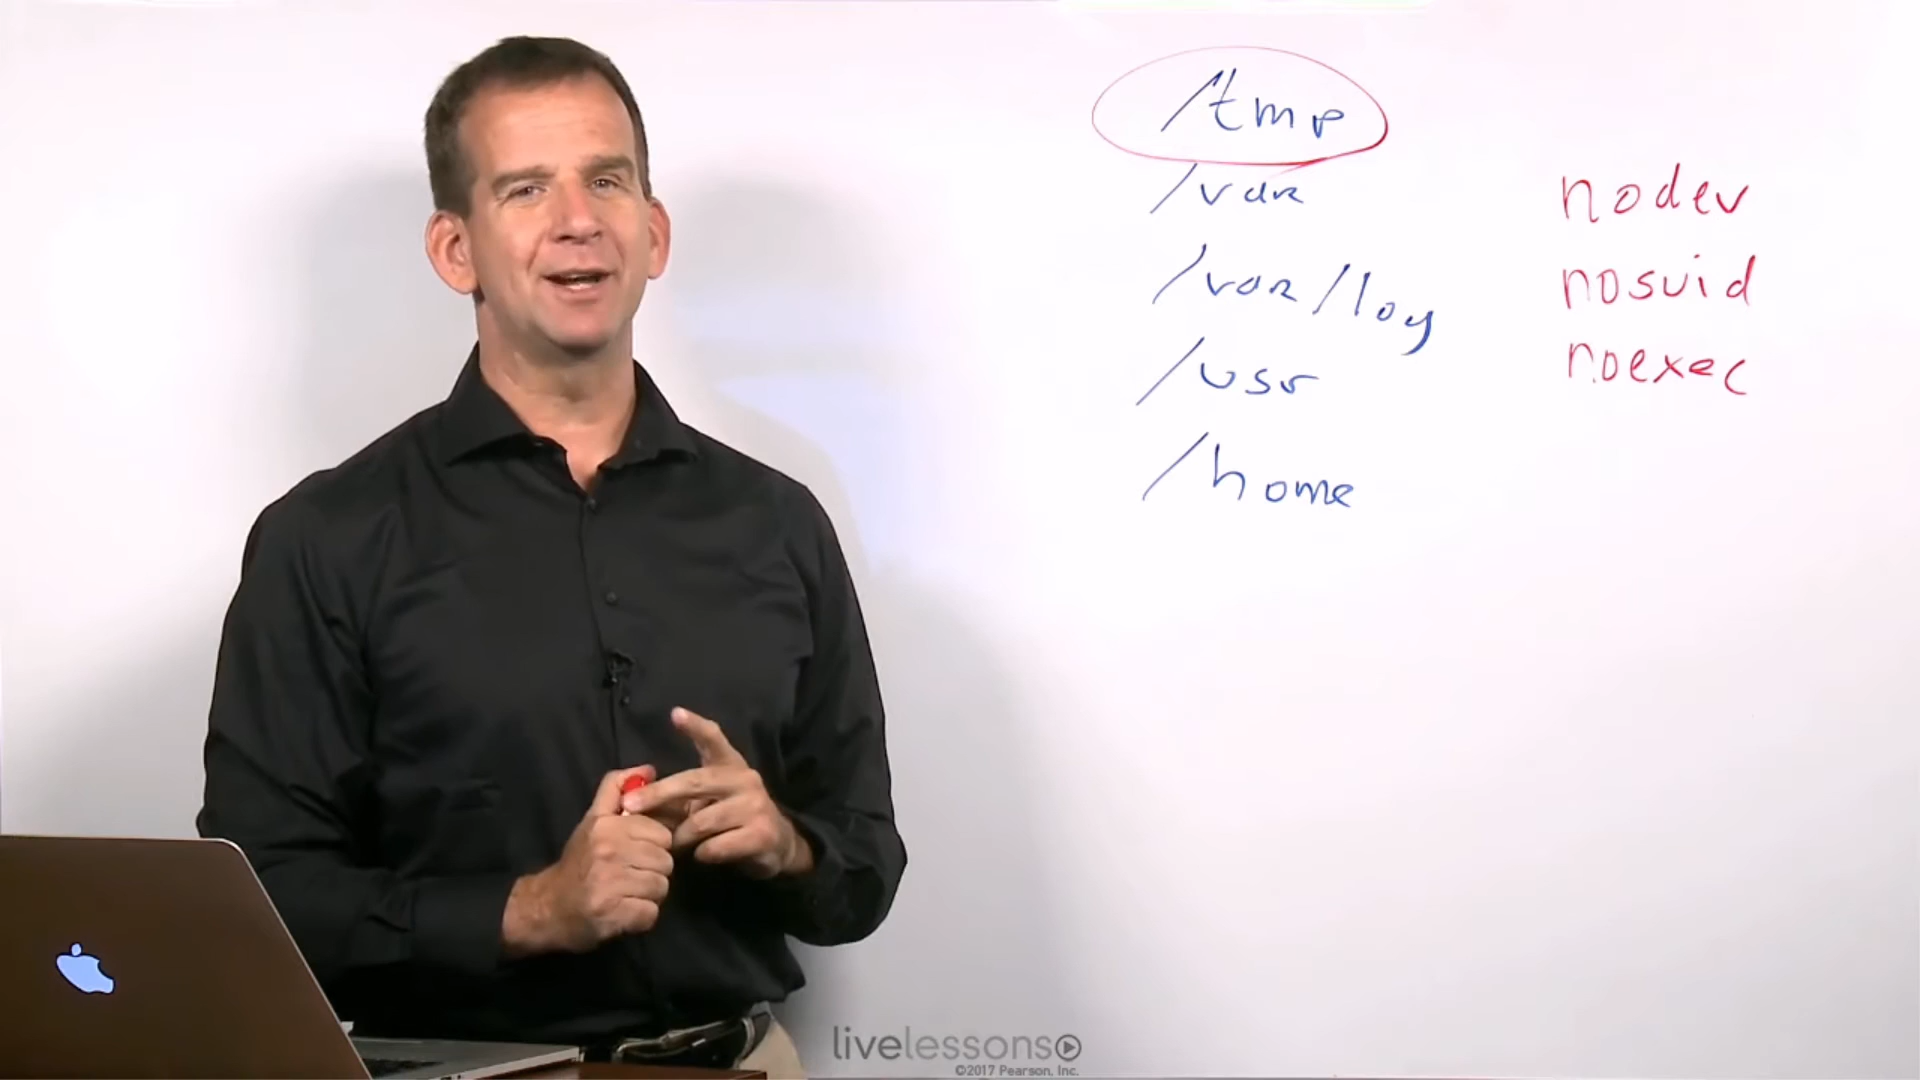 /tmp
/var
/var/log
/usr
/home
nodev
nosuid
noexec
livelessons
©2017 Pearson, Inc.